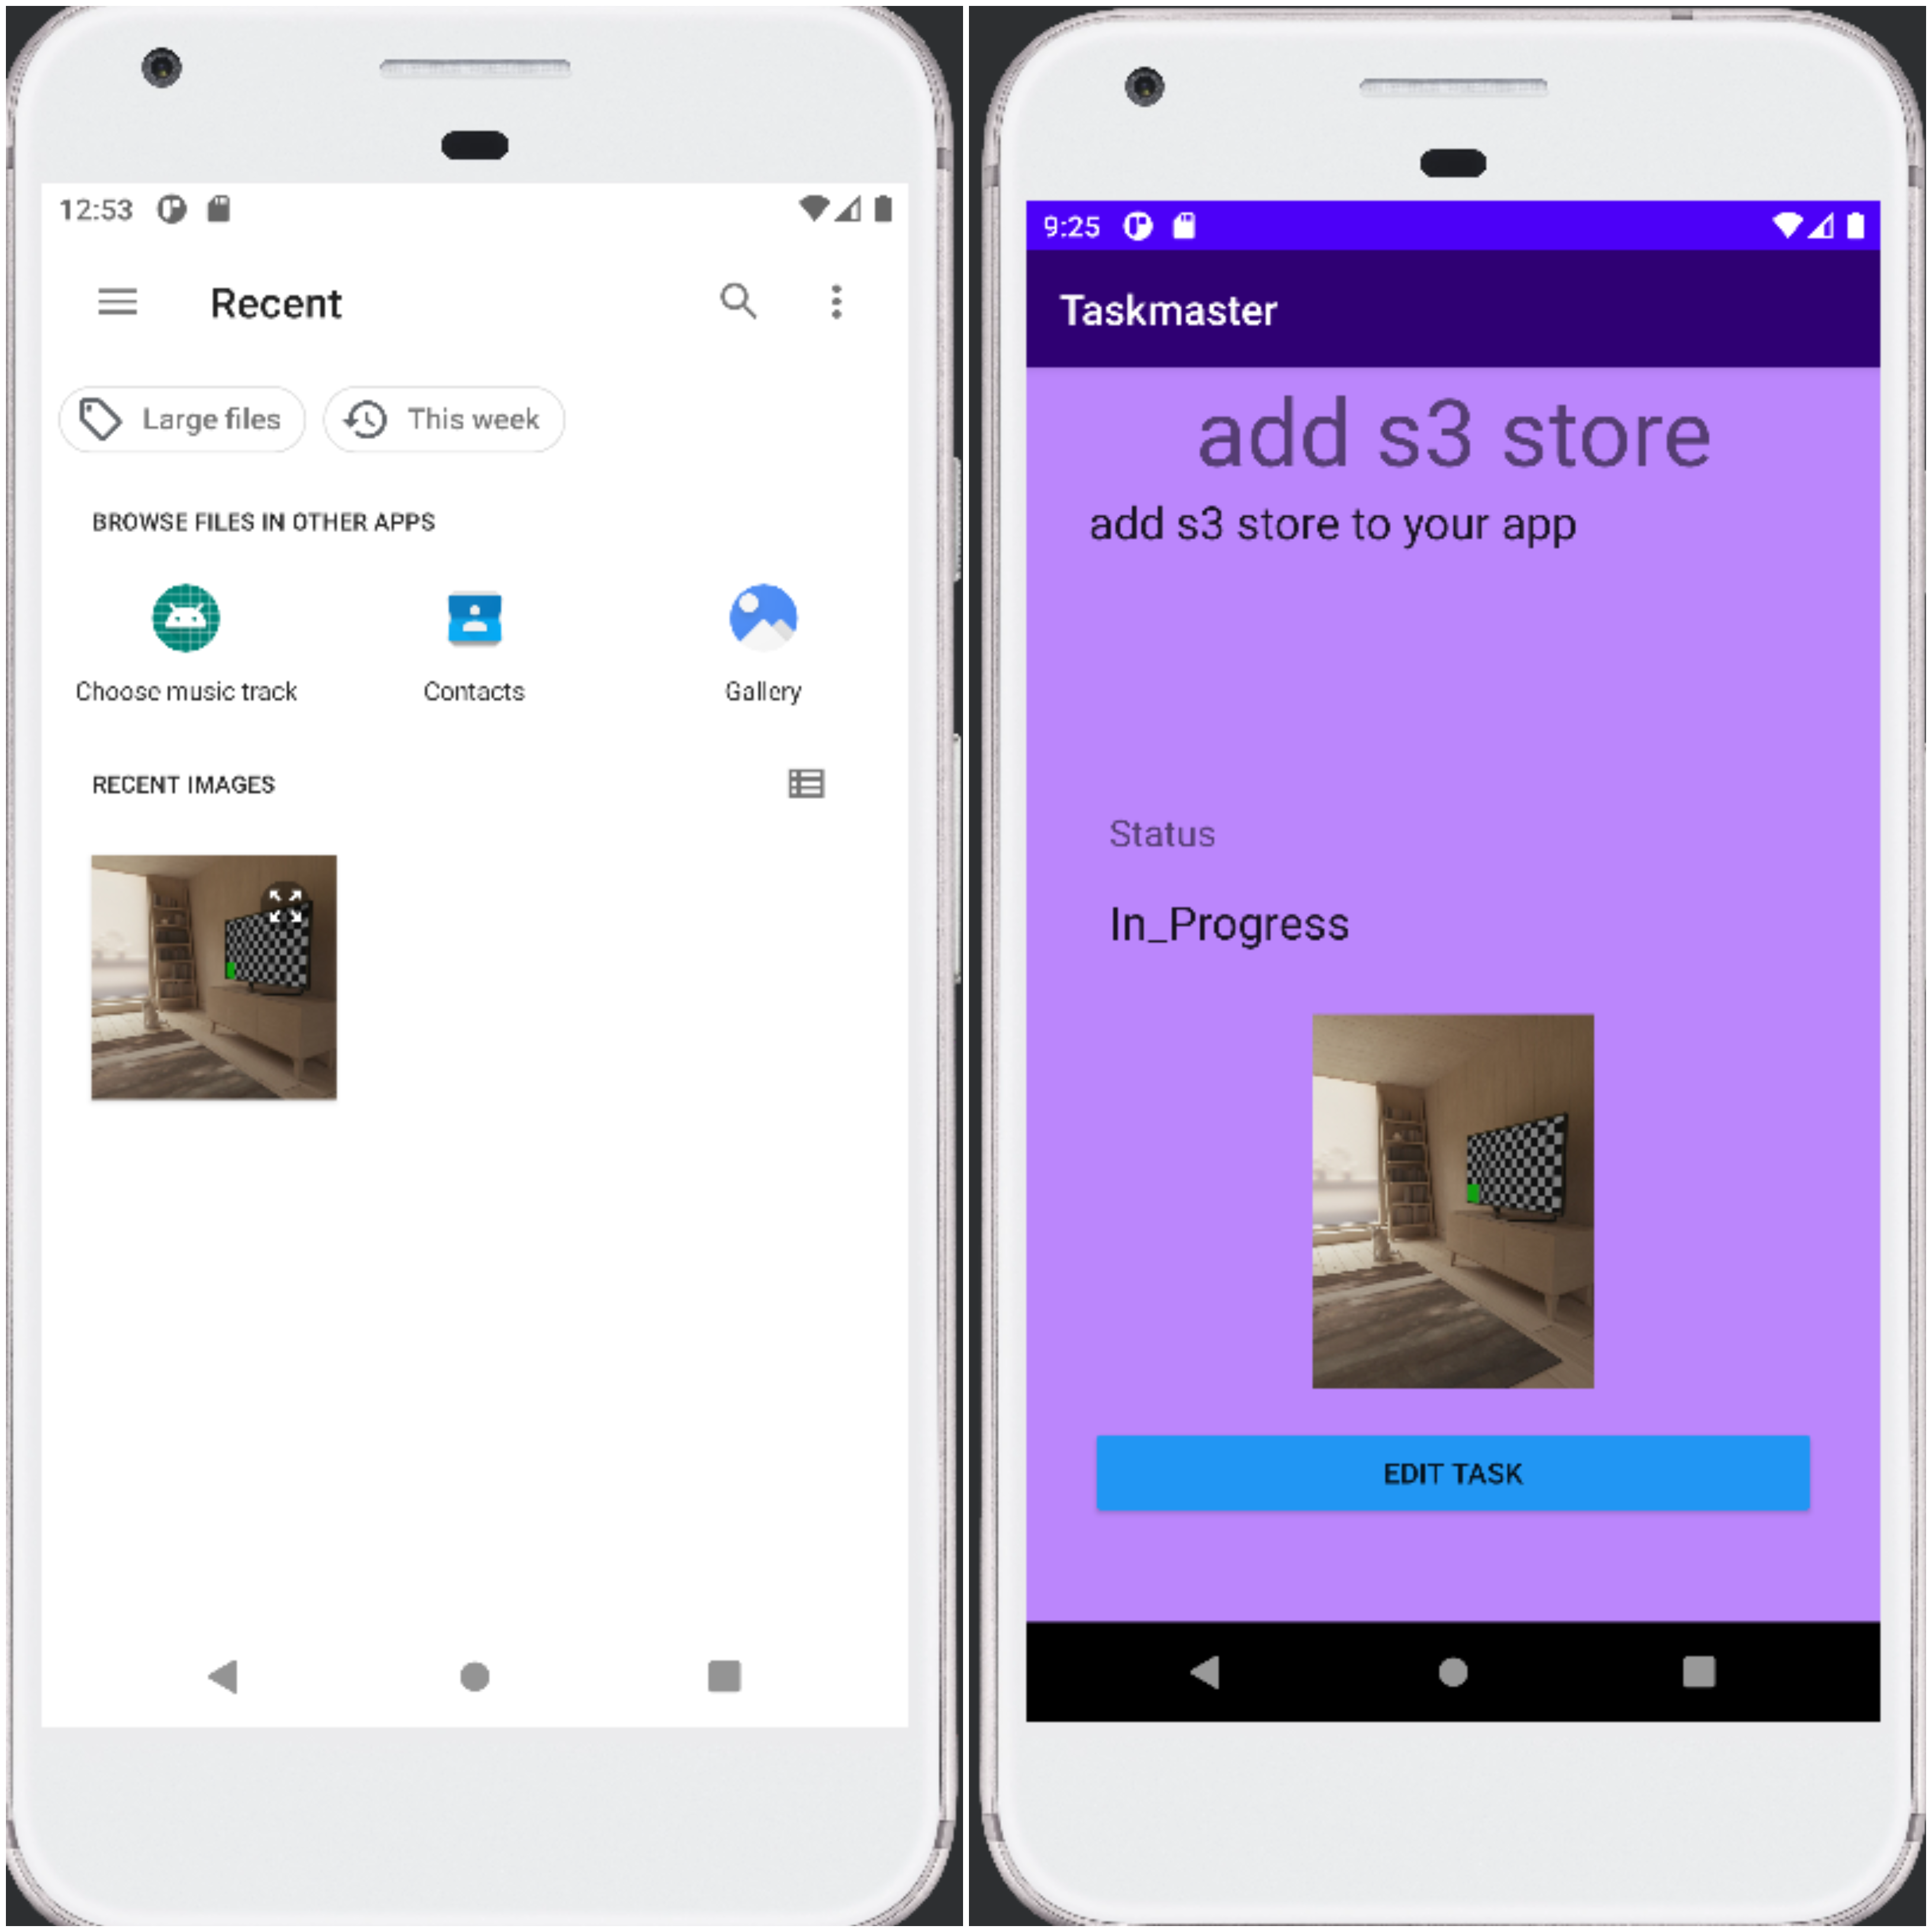 12:53
Recent
Large files
This week
BROWSE FILES IN OTHER APPS
Choose music track
Contacts
Gallery
RECENT IMAGES
9:25
Taskmaster
add s3 store
add s3 store to your app
Status
In_Progress
EDIT TASK